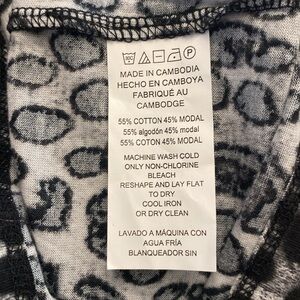 MADE IN CAMBODIA
HECHO EN CAMBOYA
FABRIQUÉ AU
CAMBODGE
55% COTTON 45% MODAL
55% algodón 45% modal
55% COTTON 45% MODAL
MACHINE WASH COLD
ONLY NON-CHLORINE
BLEACH
RESHAPE AND LAY FLAT
TO DRY
COOL IRON
OR DRY CLEAN
LAVADO A MÁQUINA CON
AGUA FRÍA
BLANQUEADOR SIN